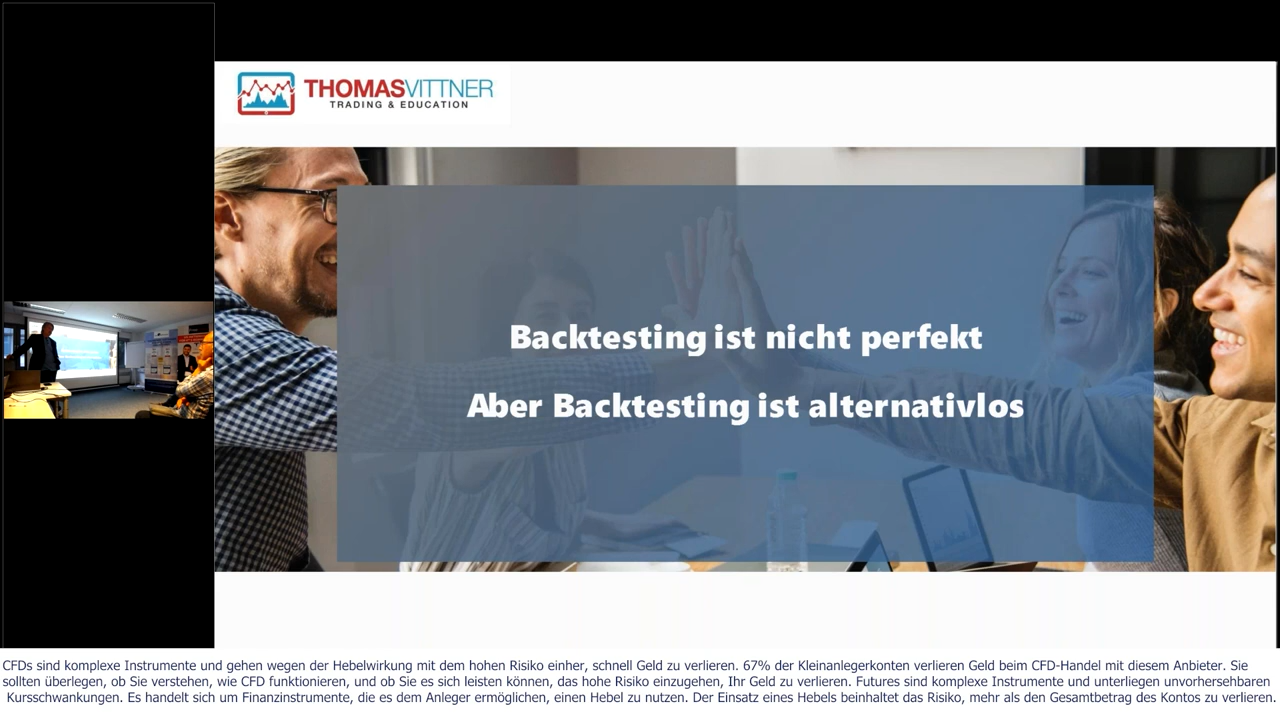 THOMASVITTNER
TRADING & EDUCATION
Backtesting ist nicht perfekt
Aber Backtesting ist alternativlos
CFDs sind komplexe Instrumente und gehen wegen der Hebelwirkung mit dem hohen Risiko einher, schnell Geld zu verlieren. 67% der Kleinanlegerkonten verlieren Geld beim CFD-Handel mit diesem Anbieter. Sie
sollten überlegen, ob Sie verstehen, wie CFD funktionieren, und ob Sie es sich leisten können, das hohe Risiko einzugehen, Ihr Geld zu verlieren. Futures sind komplexe Instrumente und unterliegen unvorhersehbaren
Kursschwankungen. Es handelt sich um Finanzinstrumente, die es dem Anleger ermöglichen, einen Hebel zu nutzen. Der Einsatz eines Hebels beinhaltet das Risiko, mehr als den Gesamtbetrag des Kontos zu verlieren.